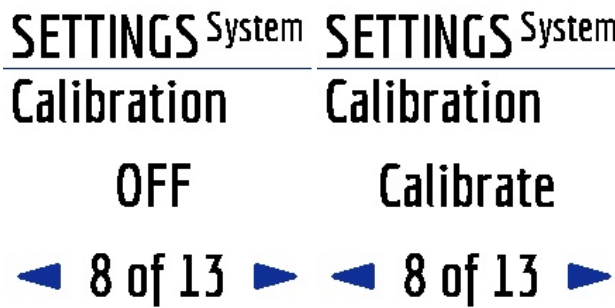 SETTINGS System
Calibration
OFF
8 of 13
SETTINGS System
Calibration
Calibrate
8 of 13